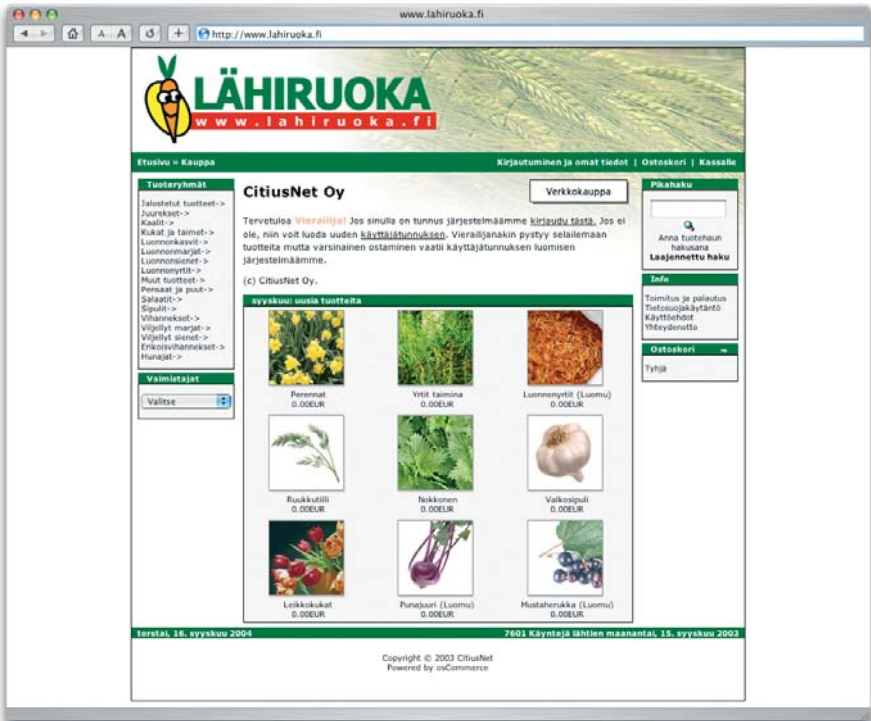 www.lahiruoka.fi
A A
http://www.lahiruoka.fi
LÄHIRUOKA
www.lahiruoka.fi
Etusivu » Kauppa
Kirjautuminen ja omat tiedot | Ostoskori | Kassalle
Tuoteryhmät
Jalostetut tuotteet->
Juurekset->
Kaalit->
Kukat ja taimet->
Luonnonkasvit->
Luonnonmarjat->
Luonnonsienet->
Luonnonyrtit->
Muut tuotteet->
Pensaat ja puut->
Salaatit->
Sipulit->
Vihannekset->
Viljellyt marjat->
Viljellyt sienet->
Erikoisvihannekset->
Hunajat->
Valmistajat
Valitse
CitiusNet Oy
Verkkokauppa
Tervetuloa Vierailija! Jos sinulla on tunnus järjestelmäämme kirjaudu tästä. Jos ei
ole, niin voit luoda uuden käyttäjätunnuksen. Vierailijanakin pystyy selailemaan
tuotteita mutta varsinainen ostaminen vaatii käyttäjätunnuksen luomisen
järjestelmäämme.
(c) CitiusNet Oy.
syyskuu: uusia tuotteita
Perennat
0.00EUR
Yrtit taimina
0.00EUR
Luonnonyrtit (Luomu)
0.00EUR
Ruukkutilli
0.00EUR
Nokkonen
0.00EUR
Valkosipuli
0.00EUR
Leikkokukat
0.00EUR
Punajuuri (Luomu)
0.00EUR
Mustaherukka (Luomu)
0.00EUR
Pikahaku
Anna tuotehaun
hakusana
Laajennettu haku
Info
Toimitus ja palautus
Tietosuojakäytäntö
Käyttöehdot
Yhteydenotto
Ostoskori
Tyhjä
torstai, 16. syyskuu 2004
7601 Käyntejä lähtien maanantai, 15. syyskuu 2003
Copyright © 2003 CitiusNet
Powered by osCommerce